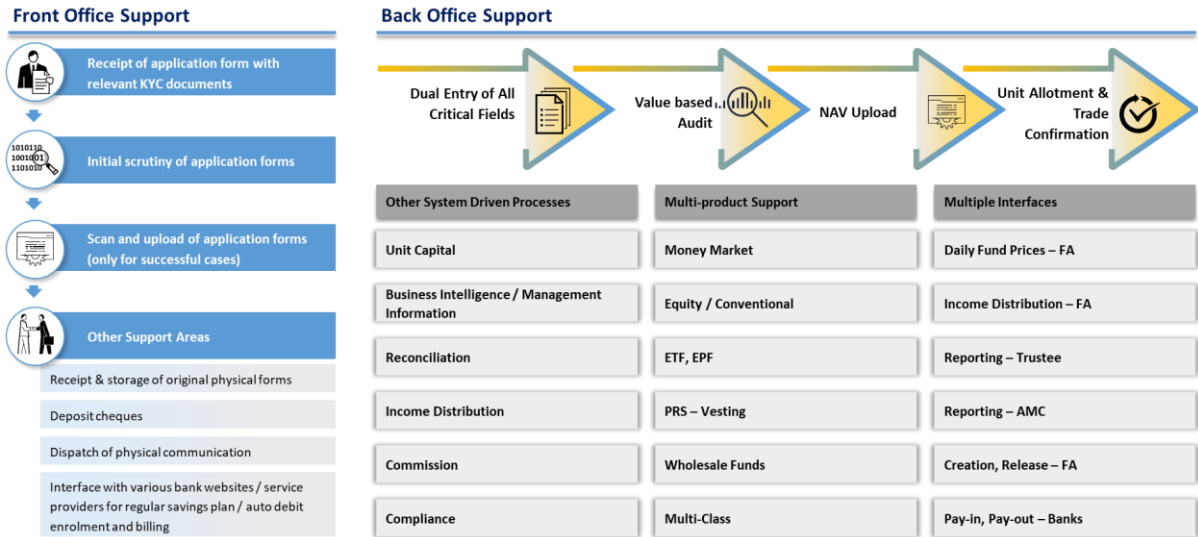 Front Office Support
Receipt of application form with
relevant KYC documents
1010110
1001001
1101010
Initial scrutiny of application forms
Scan and upload of application forms
(only for successful cases)
Other Support Areas
Receipt & storage of original physical forms
Deposit cheques
Dispatch of physical communication
Interface with various bank websites / service
providers for regular savings plan / auto debit
enrolment and billing
Back Office Support
Dual Entry of All
Critical Fields
Value based
Audit
NAV Upload
Unit Allotment &
Trade
Confirmation
Other System Driven Processes
Unit Capital
Business Intelligence / Management
Information
Reconciliation
Income Distribution
Commission
Compliance
Multi-product Support
Money Market
Equity / Conventional
ETF, EPF
PRS – Vesting
Wholesale Funds
Multi-Class
Multiple Interfaces
Daily Fund Prices – FA
Income Distribution – FA
Reporting – Trustee
Reporting – AMC
Creation, Release – FA
Pay-in, Pay-out – Banks